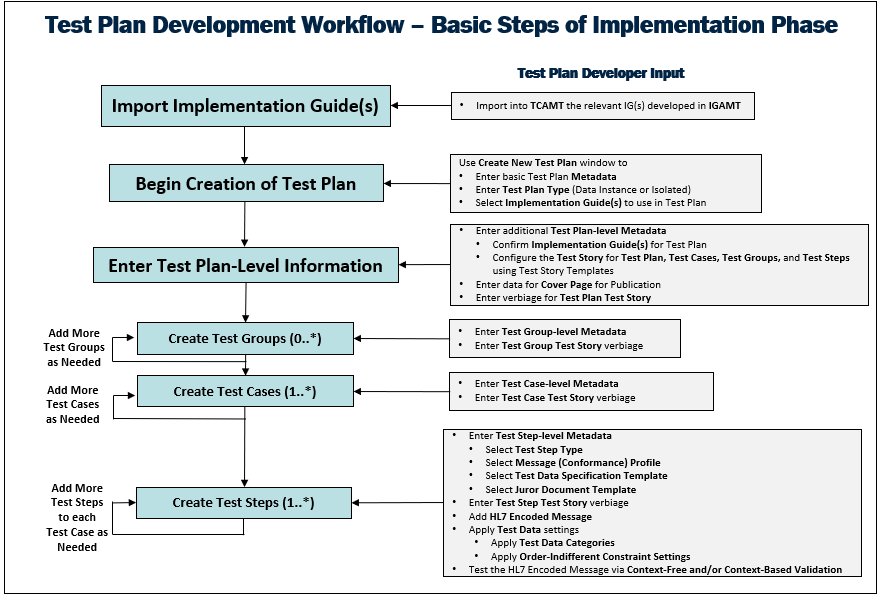 Test Plan Development Workflow – Basic Steps of Implementation Phase
Test Plan Developer Input
Import Implementation Guide(s)
• Import into TCAMT the relevant IG(s) developed in IGAMT
Begin Creation of Test Plan
Use Create New Test Plan window to
• Enter basic Test Plan Metadata
• Enter Test Plan Type (Data Instance or Isolated)
• Select Implementation Guide(s) to use in Test Plan
Enter Test Plan-Level Information
• Enter additional Test Plan-level Metadata
• Confirm Implementation Guide(s) for Test Plan
• Configure the Test Story for Test Plan, Test Cases, Test Groups, and Test Steps
using Test Story Templates
• Enter data for Cover Page for Publication
• Enter verbiage for Test Plan Test Story
Add More
Test Groups
as Needed
Create Test Groups (0..*)
• Enter Test Group-level Metadata
• Enter Test Group Test Story verbiage
Add More
Test Cases
as Needed
Create Test Cases (1..*)
• Enter Test Case-level Metadata
• Enter Test Case Test Story verbiage
Add More
Test Steps
to each
Test Case as
Needed
Create Test Steps (1..*)
• Enter Test Step-level Metadata
• Select Test Step Type
• Select Message (Conformance) Profile
• Select Test Data Specification Template
• Select Juror Document Template
• Enter Test Step Test Story verbiage
• Add HL7 Encoded Message
• Apply Test Data settings
• Apply Test Data Categories
• Apply Order-Indifferent Constraint Settings
• Test the HL7 Encoded Message via Context-Free and/or Context-Based Validation